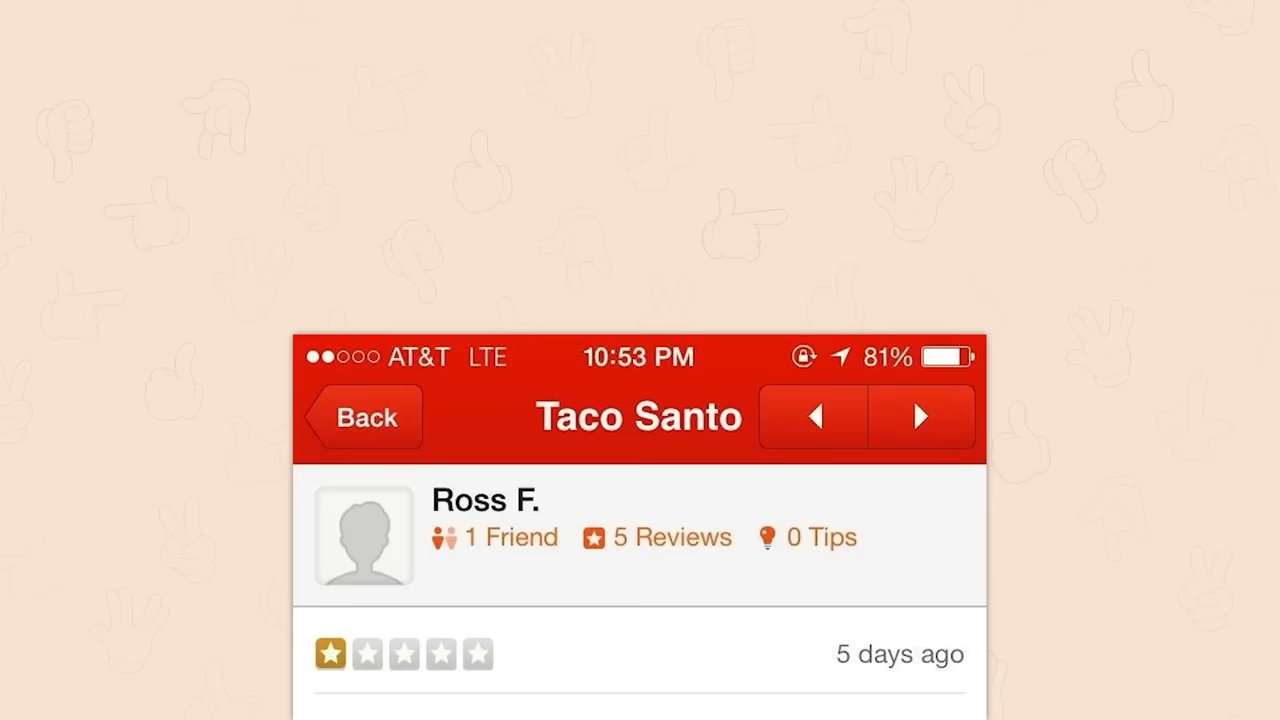 AT&T LTE 10:53 PM 81%
Back Taco Santo
Ross F.
1 Friend 5 Reviews 0 Tips
5 days ago